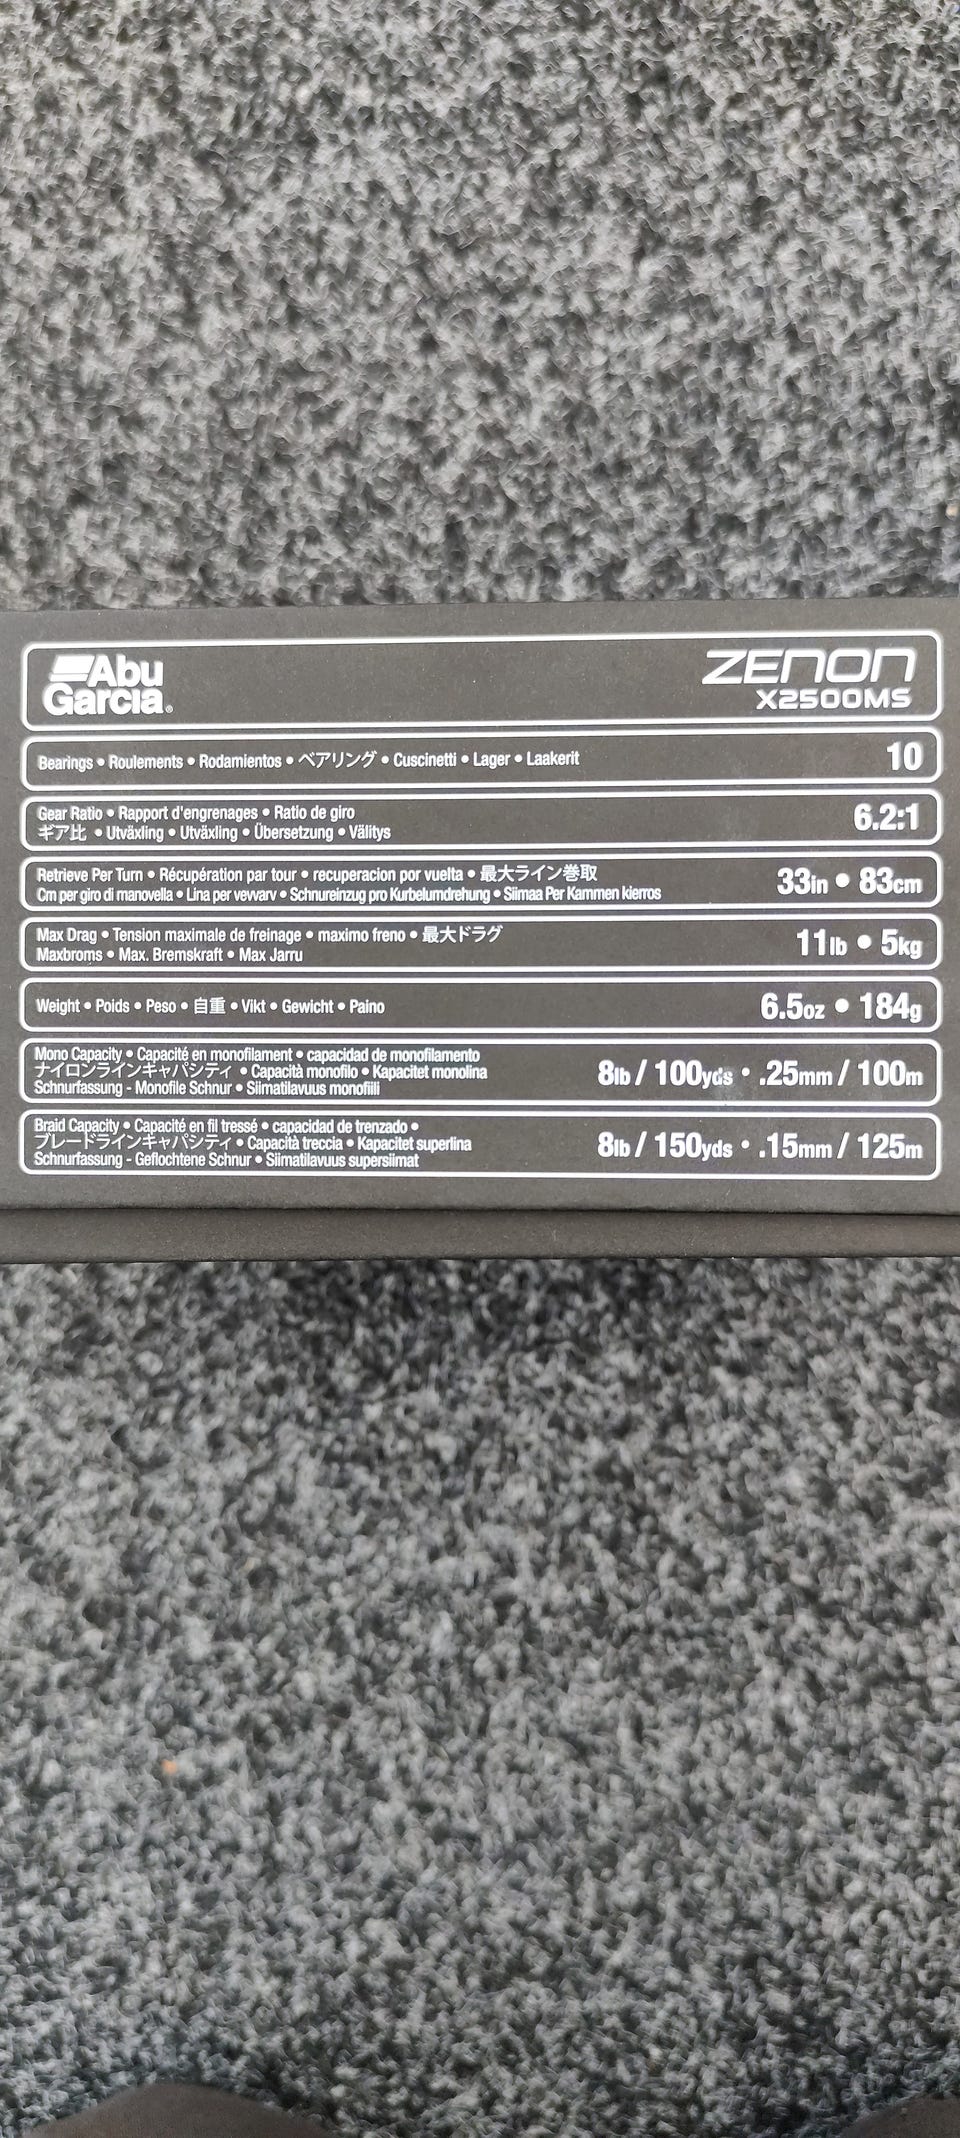 Abu
Garcia®
ZENON
X2500MS
Bearings • Roulements • Rodamientos • ベアリング • Cuscinetti • Lager • Laakerit
10
Gear Ratio • Rapport d'engrenages • Ratio de giro
ギア比 • Utväxling • Utväxling • Übersetzung • Välitys
6.2:1
Retrieve Per Turn • Récupération par tour • recuperacion por vuelta • 最大ライン巻取
Cm per giro di manovella • Lina per vevvarv • Schnureinzug pro Kurbelumdrehung • Siimaa Per Kammen kierros
33in • 83cm
Max Drag • Tension maximale de freinage • maximo freno • 最大ドラグ
Maxbroms • Max. Bremskraft • Max Jarru
11lb • 5kg
Weight • Poids • Peso • 自重 • Vikt • Gewicht • Paino
6.5oz • 184g
Mono Capacity • Capacité en monofilament • capacidad de monofilamento
ナイロンラインキャパシティ • Capacità monofilo • Kapacitet monolina
Schnurfassung - Monofile Schnur • Siimatilavuus monofiili
8lb / 100yds • .25mm / 100m
Braid Capacity • Capacité en fil tressé • capacidad de trenzado •
ブレードラインキャパシティ • Capacità treccia • Kapacitet superlina
Schnurfassung - Geflochtene Schnur • Siimatilavuus supersiimat
8lb / 150yds • .15mm / 125m